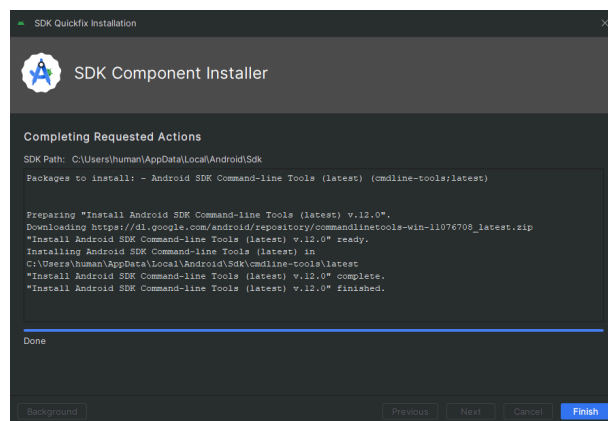 SDK Quickfix Installation
SDK Component Installer
Completing Requested Actions
SDK Path: C:\Users\human\AppData\Local\Android\Sdk
Packages to install: - Android SDK Command-line Tools (latest) (cmdline-tools;latest)
Preparing "Install Android SDK Command-line Tools (latest) v.12.0".
Downloading https://dl.google.com/android/repository/commandlinetools-win-11076708_latest.zip
"Install Android SDK Command-line Tools (latest) v.12.0" ready.
Installing Android SDK Command-line Tools (latest) in
C:\Users\human\AppData\Local\Android\Sdk\cmdline-tools\latest
"Install Android SDK Command-line Tools (latest) v.12.0" complete.
"Install Android SDK Command-line Tools (latest) v.12.0" finished.
Done
Background Previous Next Cancel Finish